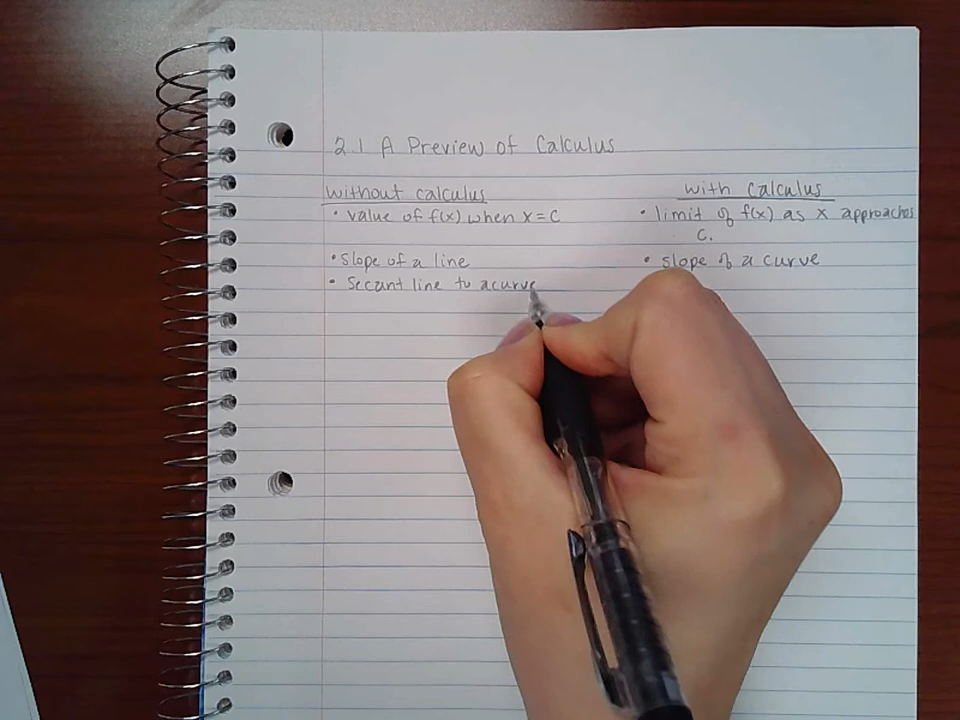 2.1 A Preview of Calculus
without calculus
• value of f(x) when x = c
• slope of a line
• Secant line to a curve
with calculus
• limit of f(x) as x approaches
c.
• slope of a curve